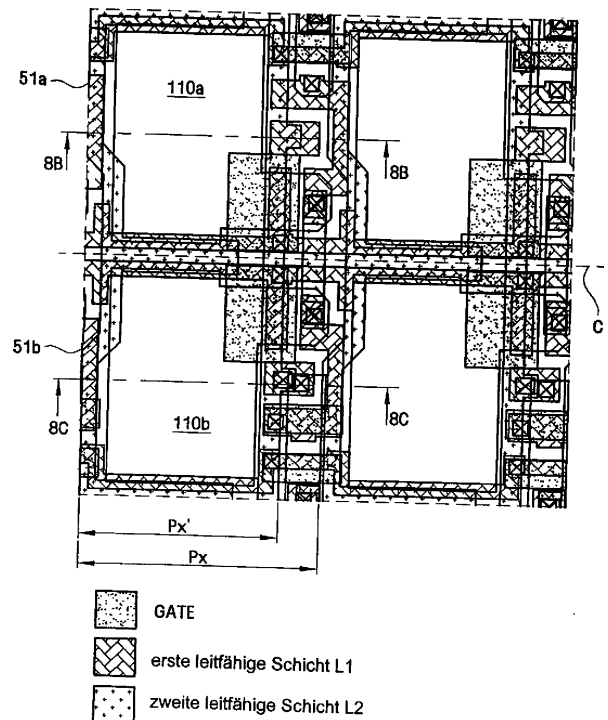 51a
110a
8B
8B
C
51b
8C
8C
110b
Px'
Px
GATE
erste leitfähige Schicht L1
zweite leitfähige Schicht L2